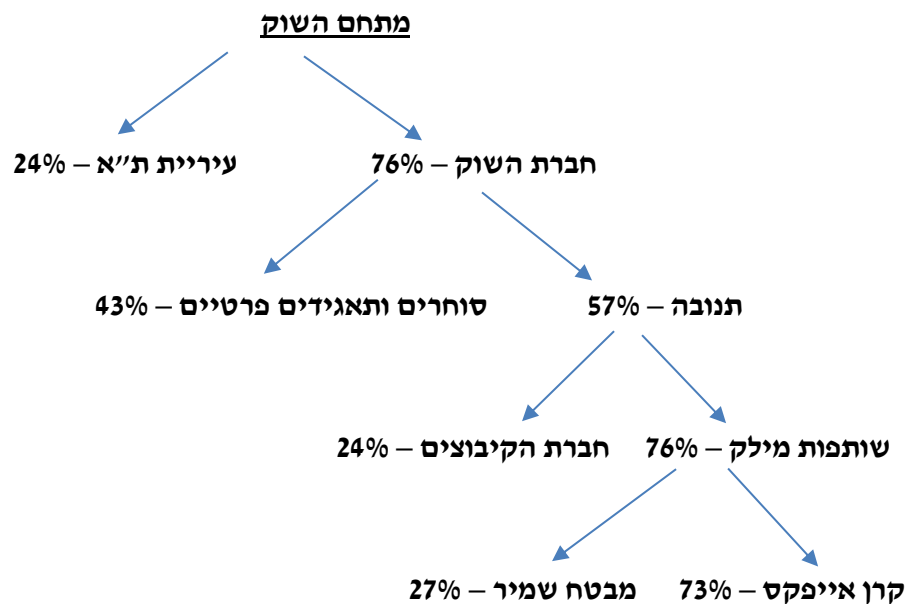 מתחם השוק
חברת השוק – 76% עיריית ת״א – 24%
תנובה – 57% סוחרים ותאגידים פרטיים – 43%
שותפות מילק – 76% חברת הקיבוצים – 24%
קרן אייפקס – 73% מבטח שמיר – 27%